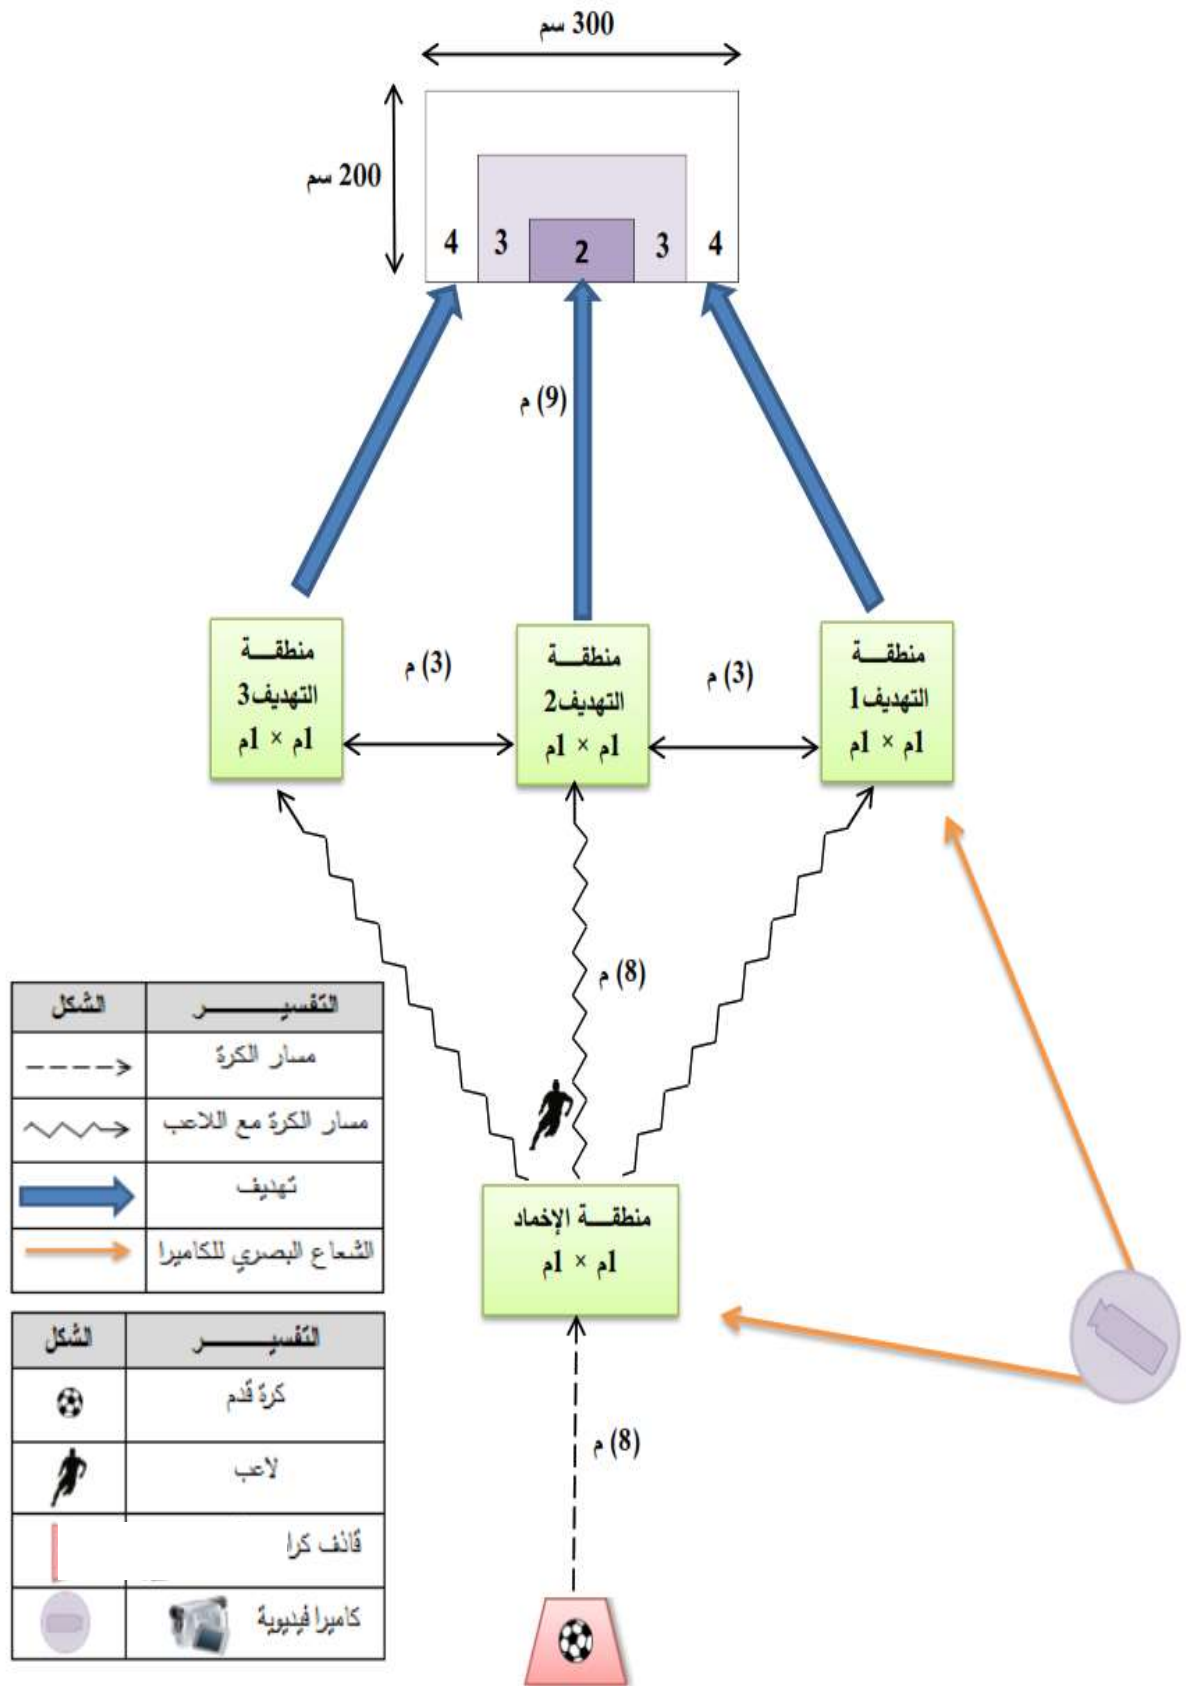 300 سم
200 سم
4 3 2 3 4
(9) م
منطقـــة
التهديف3
1م × 1م
(3) م
منطقـــة
التهديف2
1م × 1م
(3) م
منطقـــة
التهديف1
1م × 1م
(8) م
منطقـــة الإخماد
1م × 1م
(8) م
التفسيـــــــر الشكل
مسار الكرة
مسار الكرة مع اللاعب
تهديف
الشعاع البصري للكاميرا
التفسيـــــــر الشكل
كرة قدم
لاعب
قاذف كرا
كاميرا فيديوية